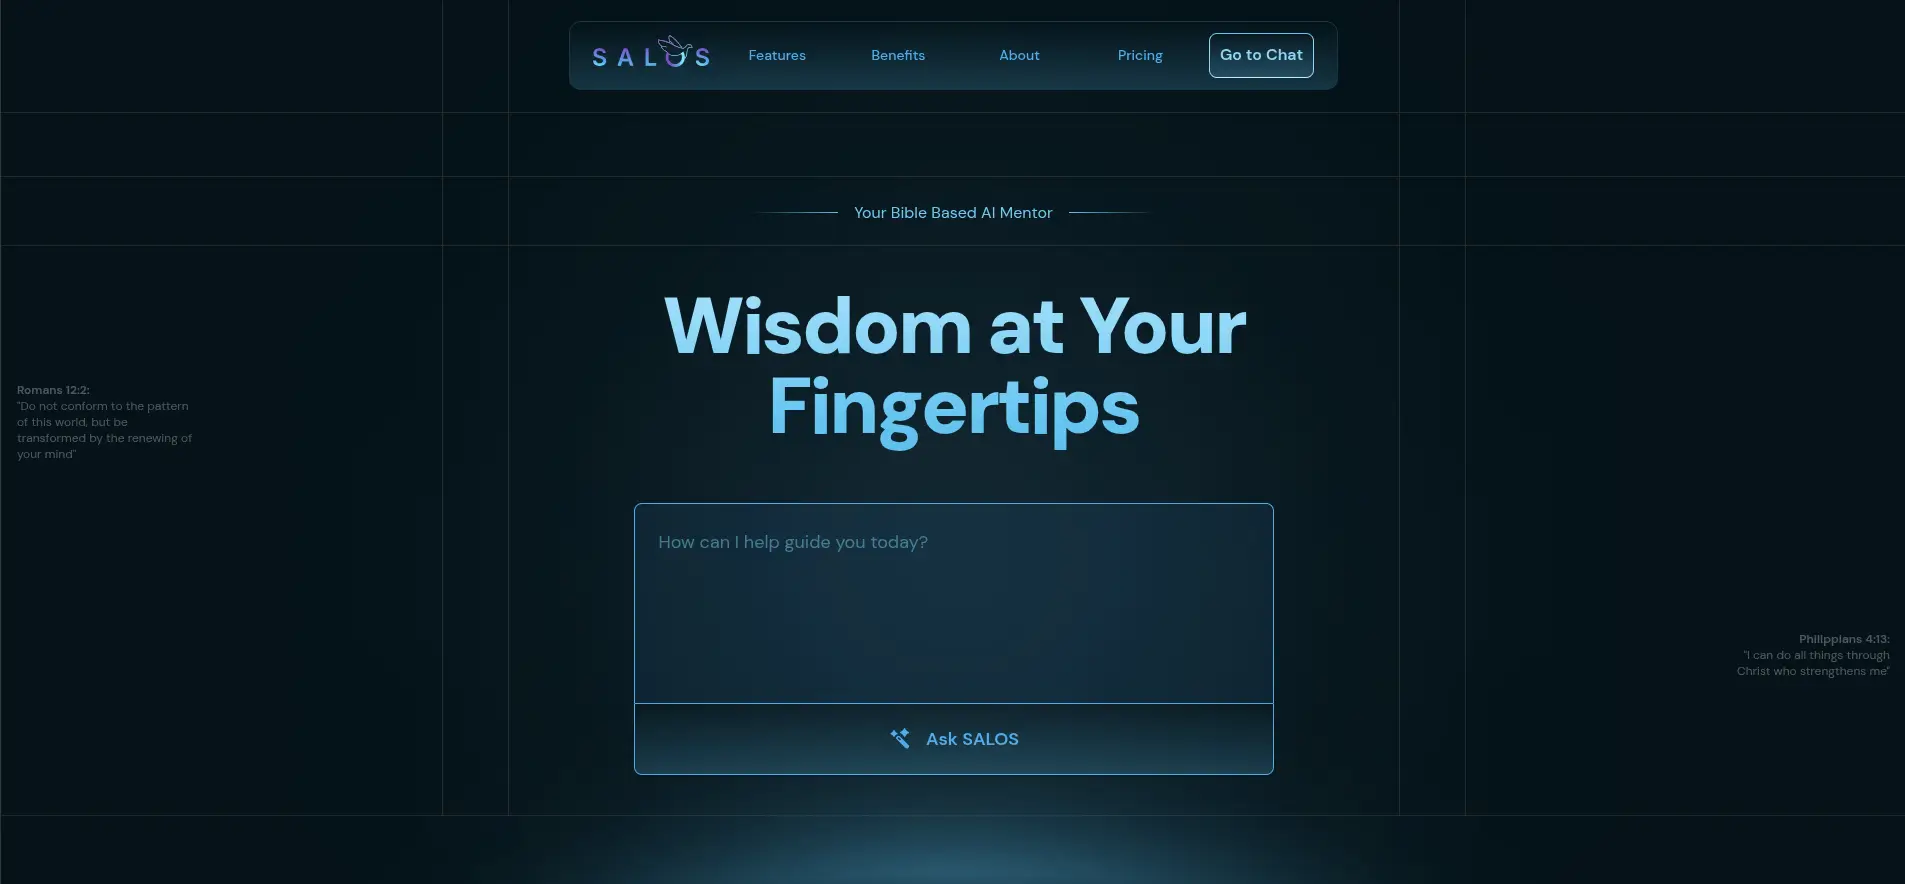 SALOS
Features
Benefits
About
Pricing
Go to Chat
Your Bible Based AI Mentor
Wisdom at Your
Fingertips
Romans 12:2:
"Do not conform to the pattern
of this world, but be
transformed by the renewing of
your mind"
How can I help guide you today?
Philippians 4:13:
"I can do all things through
Christ who strengthens me"
Ask SALOS